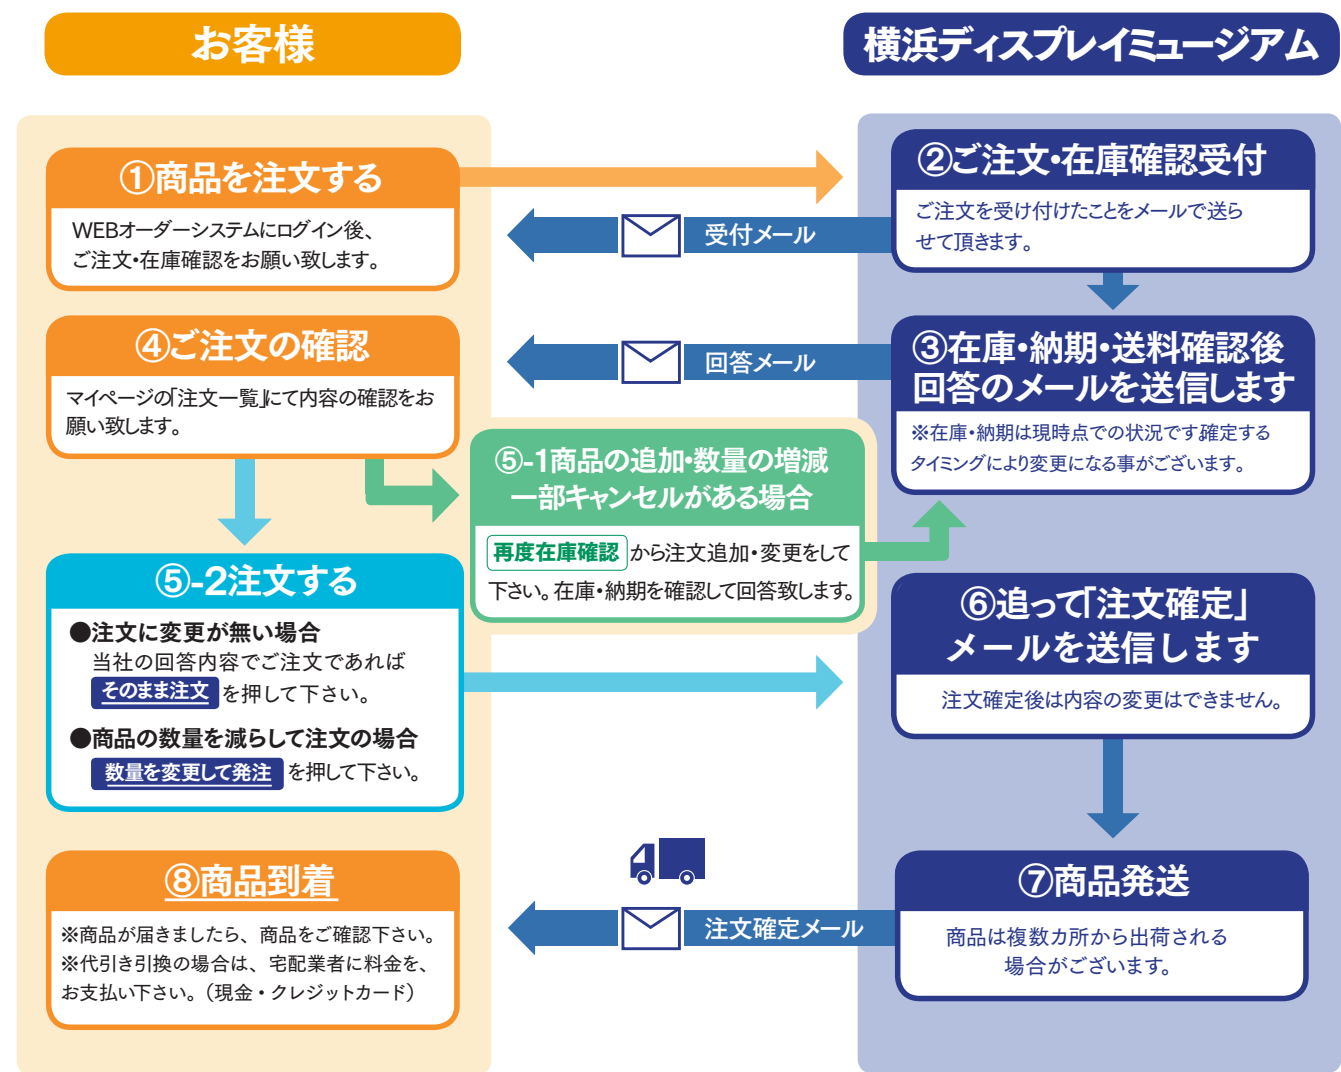 お客様
横浜ディスプレイミュージアム
①商品を注文する
WEBオーダーシステムにログイン後、
ご注文・在庫確認をお願い致します。
②ご注文・在庫確認受付
ご注文を受け付けたことをメールで送ら
せて頂きます。
受付メール
③在庫・納期・送料確認後
回答のメールを送信します
※在庫・納期は現時点での状況です確定する
タイミングにより変更になる事がございます。
回答メール
④ご注文の確認
マイページの「注文一覧」にて内容の確認をお
願い致します。
⑤-1商品の追加・数量の増減
一部キャンセルがある場合
再度在庫確認 から注文追加・変更をして
下さい。在庫・納期を確認して回答致します。
⑤-2注文する
●注文に変更が無い場合
当社の回答内容でご注文であれば
そのまま注文 を押して下さい。
●商品の数量を減らして注文の場合
数量を変更して発注 を押して下さい。
⑥追って「注文確定」
メールを送信します
注文確定後は内容の変更はできません。
⑦商品発送
商品は複数カ所から出荷される
場合がございます。
注文確定メール
⑧商品到着
※商品が届きましたら、商品をご確認下さい。
※代引き引換の場合は、宅配業者に料金を、
お支払い下さい。（現金・クレジットカード）